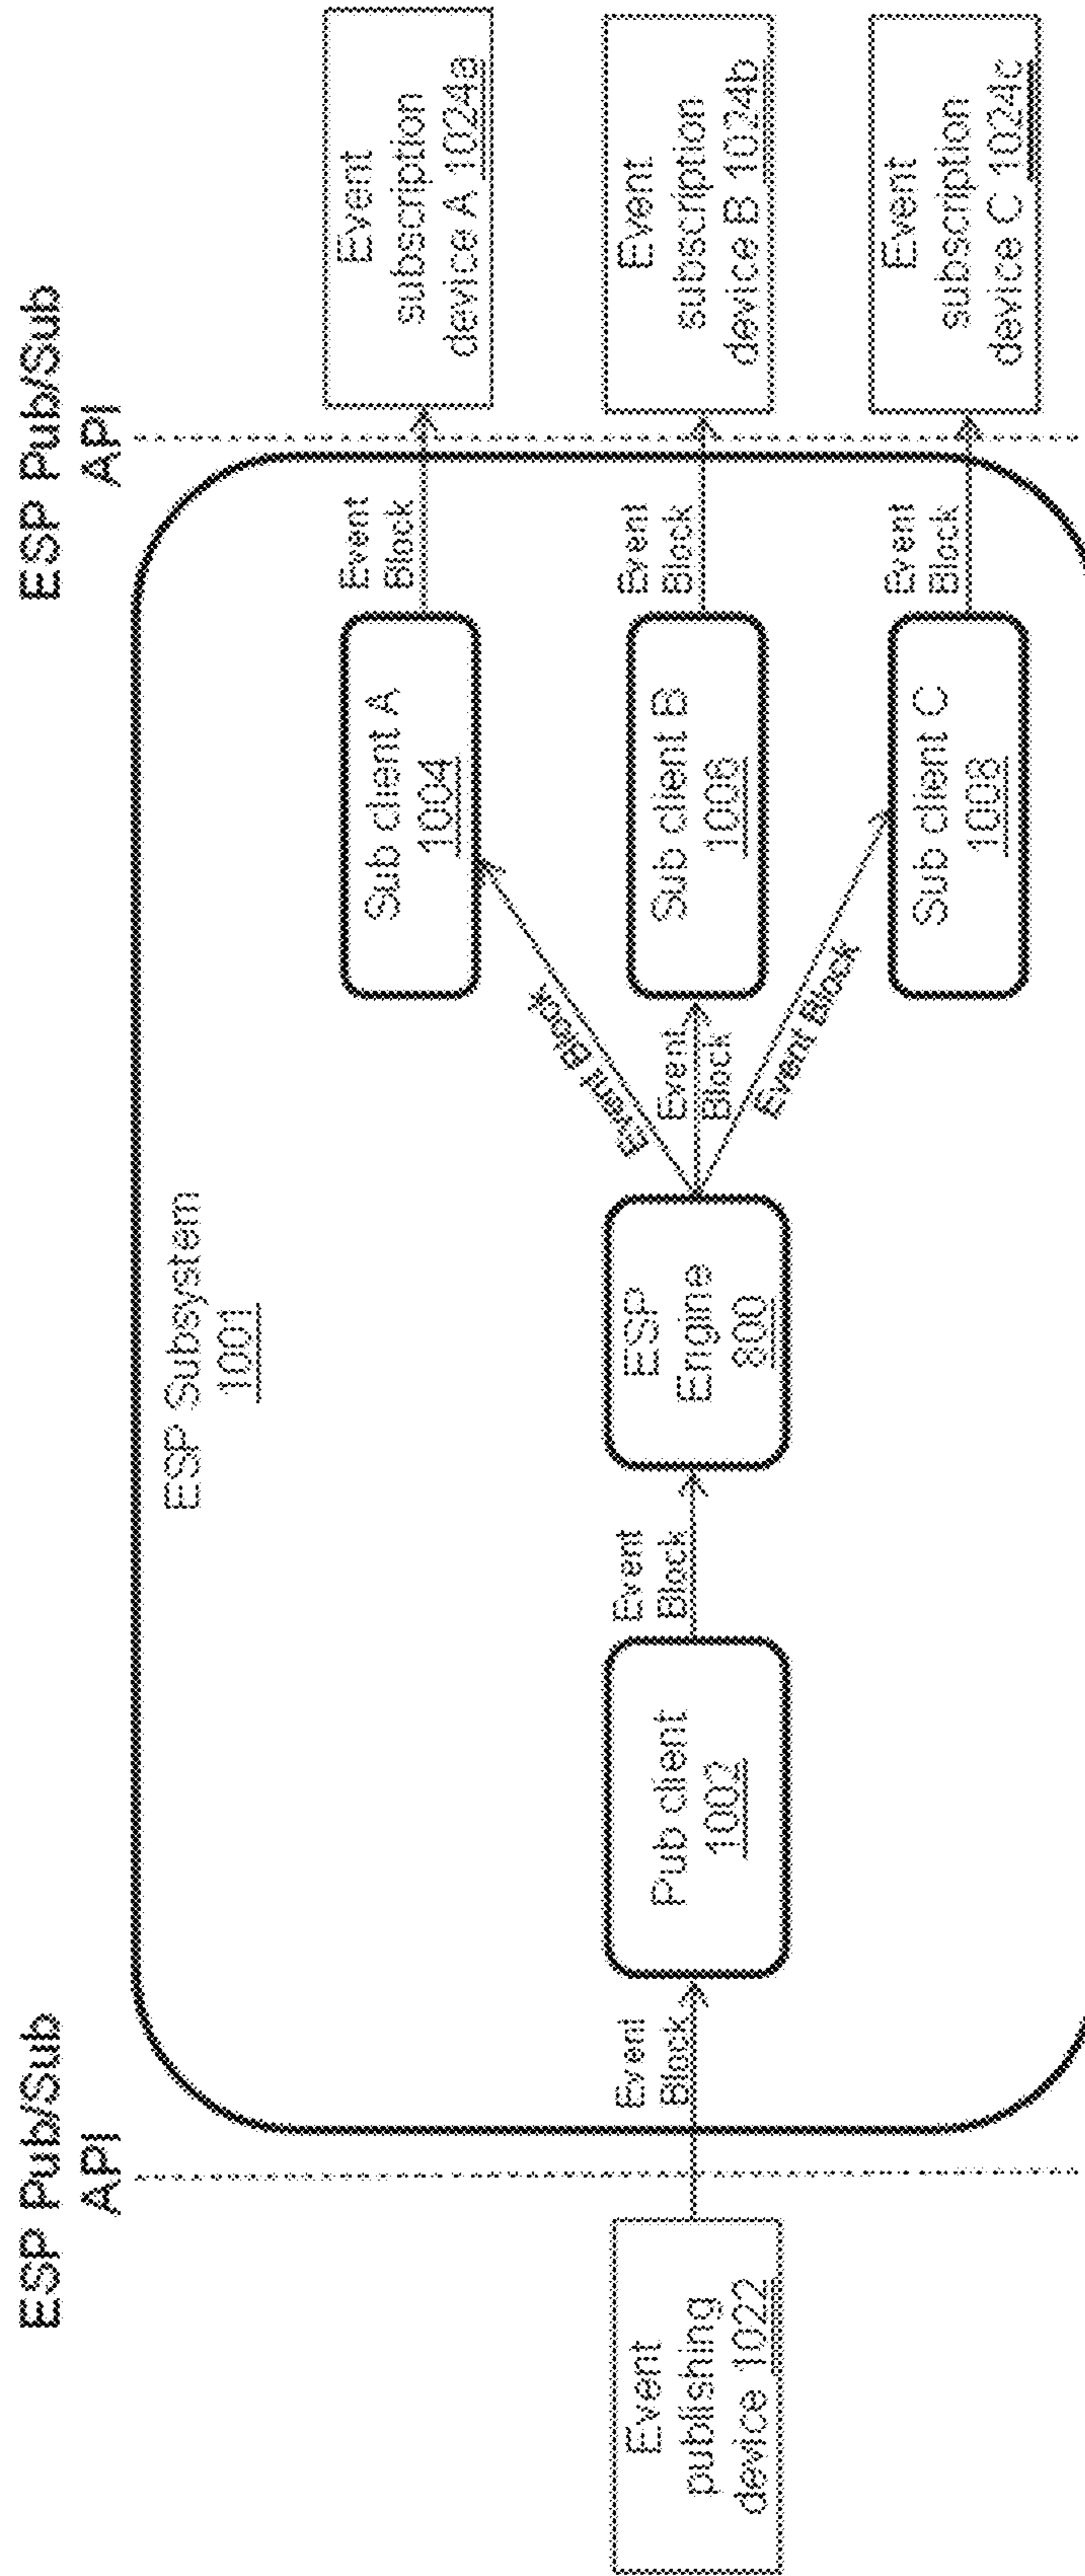 ESP Pub/Sub
API
ESP Pub/Sub
API
ESP Subsystem
1001
Event
publishing
device 1022
Event
Block
Pub client
1002
Event
Block
ESP
Engine
800
Event Block
Event
Block
Event Block
Sub client A
1004
Sub client B
1006
Sub client C
1008
Event
Block
Event
Block
Event
Block
Event
subscription
device A 1024a
Event
subscription
device B 1024b
Event
subscription
device C 1024c